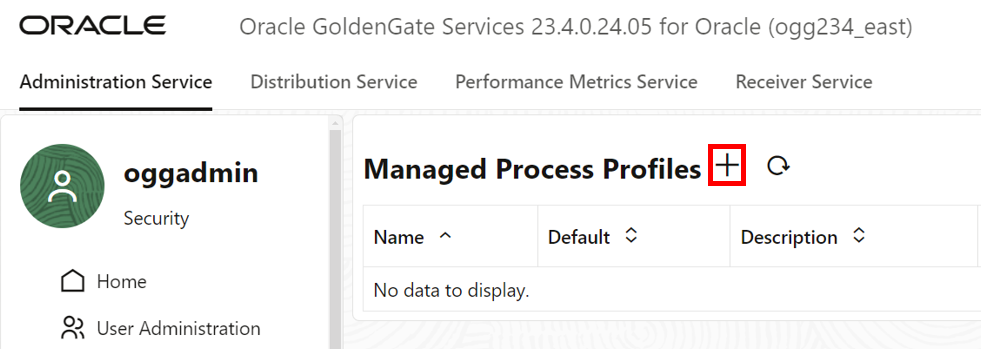 ORACLE Oracle GoldenGate Services 23.4.0.24.05 for Oracle (ogg234_east)
Administration Service Distribution Service Performance Metrics Service Receiver Service
oggadmin
Security
Home
User Administration
Managed Process Profiles
Name Default Description
No data to display.